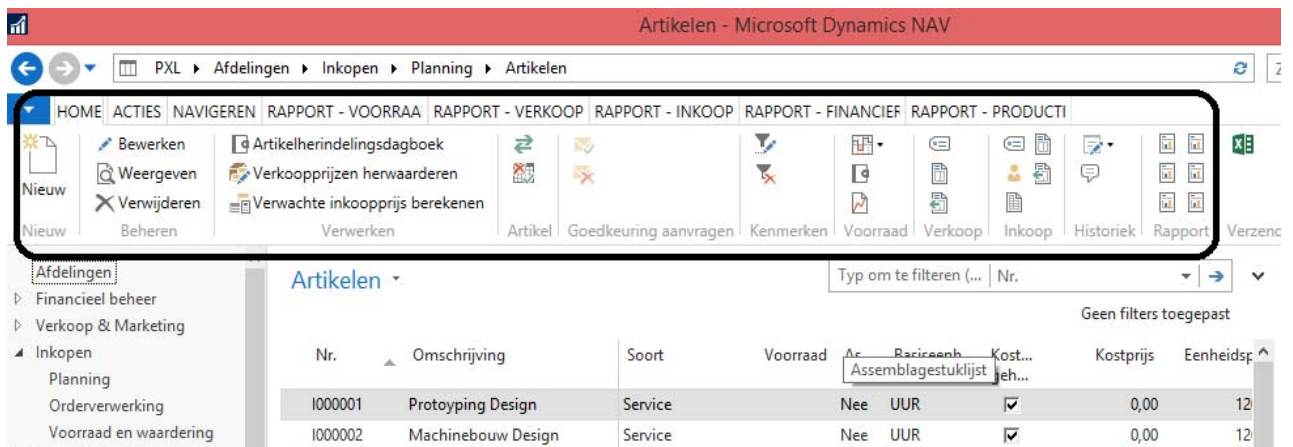 Artikelen - Microsoft Dynamics NAV
PXL Afdelingen Inkopen Planning Artikelen
HOME ACTIES NAVIGEREN RAPPORT - VOORRAA RAPPORT - VERKOOP RAPPORT - INKOOP RAPPORT - FINANCIEF RAPPORT - PRODUCTI
Bewerken Artikelherindelingsdagboek
Weergeven Verkoopprijzen herwaarderen
Nieuw
Verwijderen Verwachte inkoopprijs berekenen
Nieuw Beheren Verwerken Artikel Goedkeuring aanvragen Kenmerken Voorraad Verkoop Inkoop Historiek Rapport Verzend
Afdelingen
Artikelen Typ om te filteren (... Nr.
Financieel beheer
Geen filters toegepast
Verkoop & Marketing
Inkopen
Nr. Omschrijving Soort Voorraad As Basiseenh Kost... Kostprijs Eenheidsp
Assemblagestuklijst geh...
Planning
Orderverwerking
I000001 Protoyping Design Service Nee UUR 0,00 12
Voorraad en waardering
I000002 Machinebouw Design Service Nee UUR 0,00 12